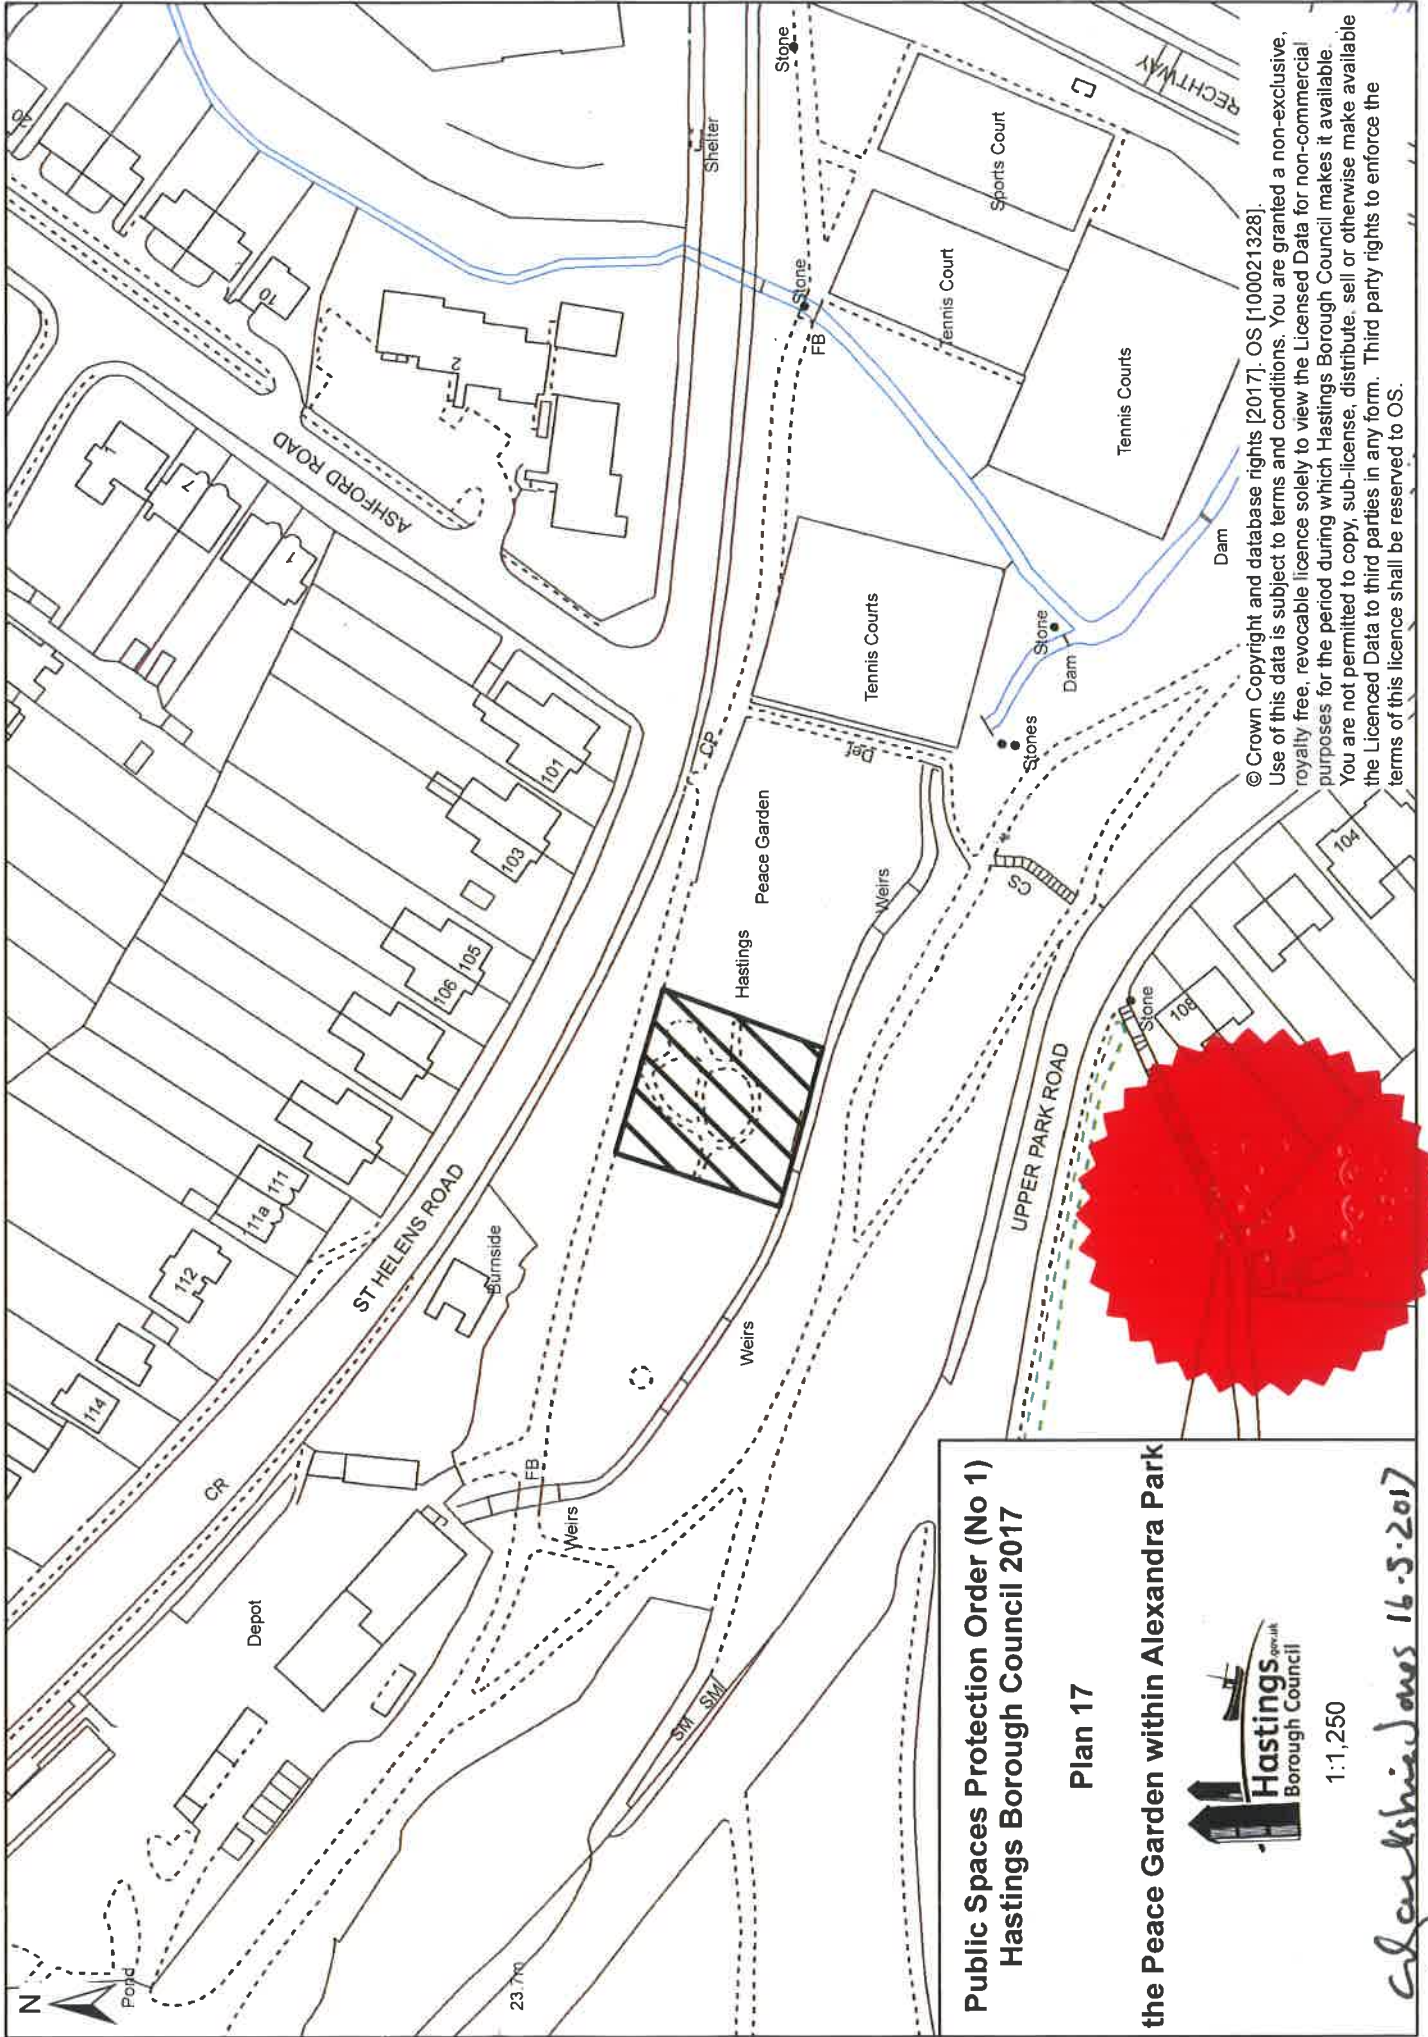 N
Pond
23.7m
Depot
CR
114
112
111a
111
106
105
103
101
ST HELENS ROAD
Burnside
FB
Weirs
Weirs
Weirs
SM
SM
Hastings
Peace Garden
CP
Def
Tennis Courts
CS
Stones
Stone
Dam
Dam
UPPER PARK ROAD
Stone
108
104
ASHFORD ROAD
1
7
2
10
20
Shelter
Stone
Stone
FB
Tennis Court
Sports Court
Tennis Courts
RECHTWAY
© Crown Copyright and database rights [2017]. OS [100021328].
Use of this data is subject to terms and conditions. You are granted a non-exclusive,
royalty free, revocable licence solely to view the Licensed Data for non-commercial
purposes for the period during which Hastings Borough Council makes it available.
You are not permitted to copy, sub-license, distribute, sell or otherwise make available
the Licenced Data to third parties in any form. Third party rights to enforce the
terms of this licence shall be reserved to OS.
Public Spaces Protection Order (No 1)
Hastings Borough Council 2017
Plan 17
the Peace Garden within Alexandra Park
Hastings.gov.uk
Borough Council
1:1,250
16.5.2017